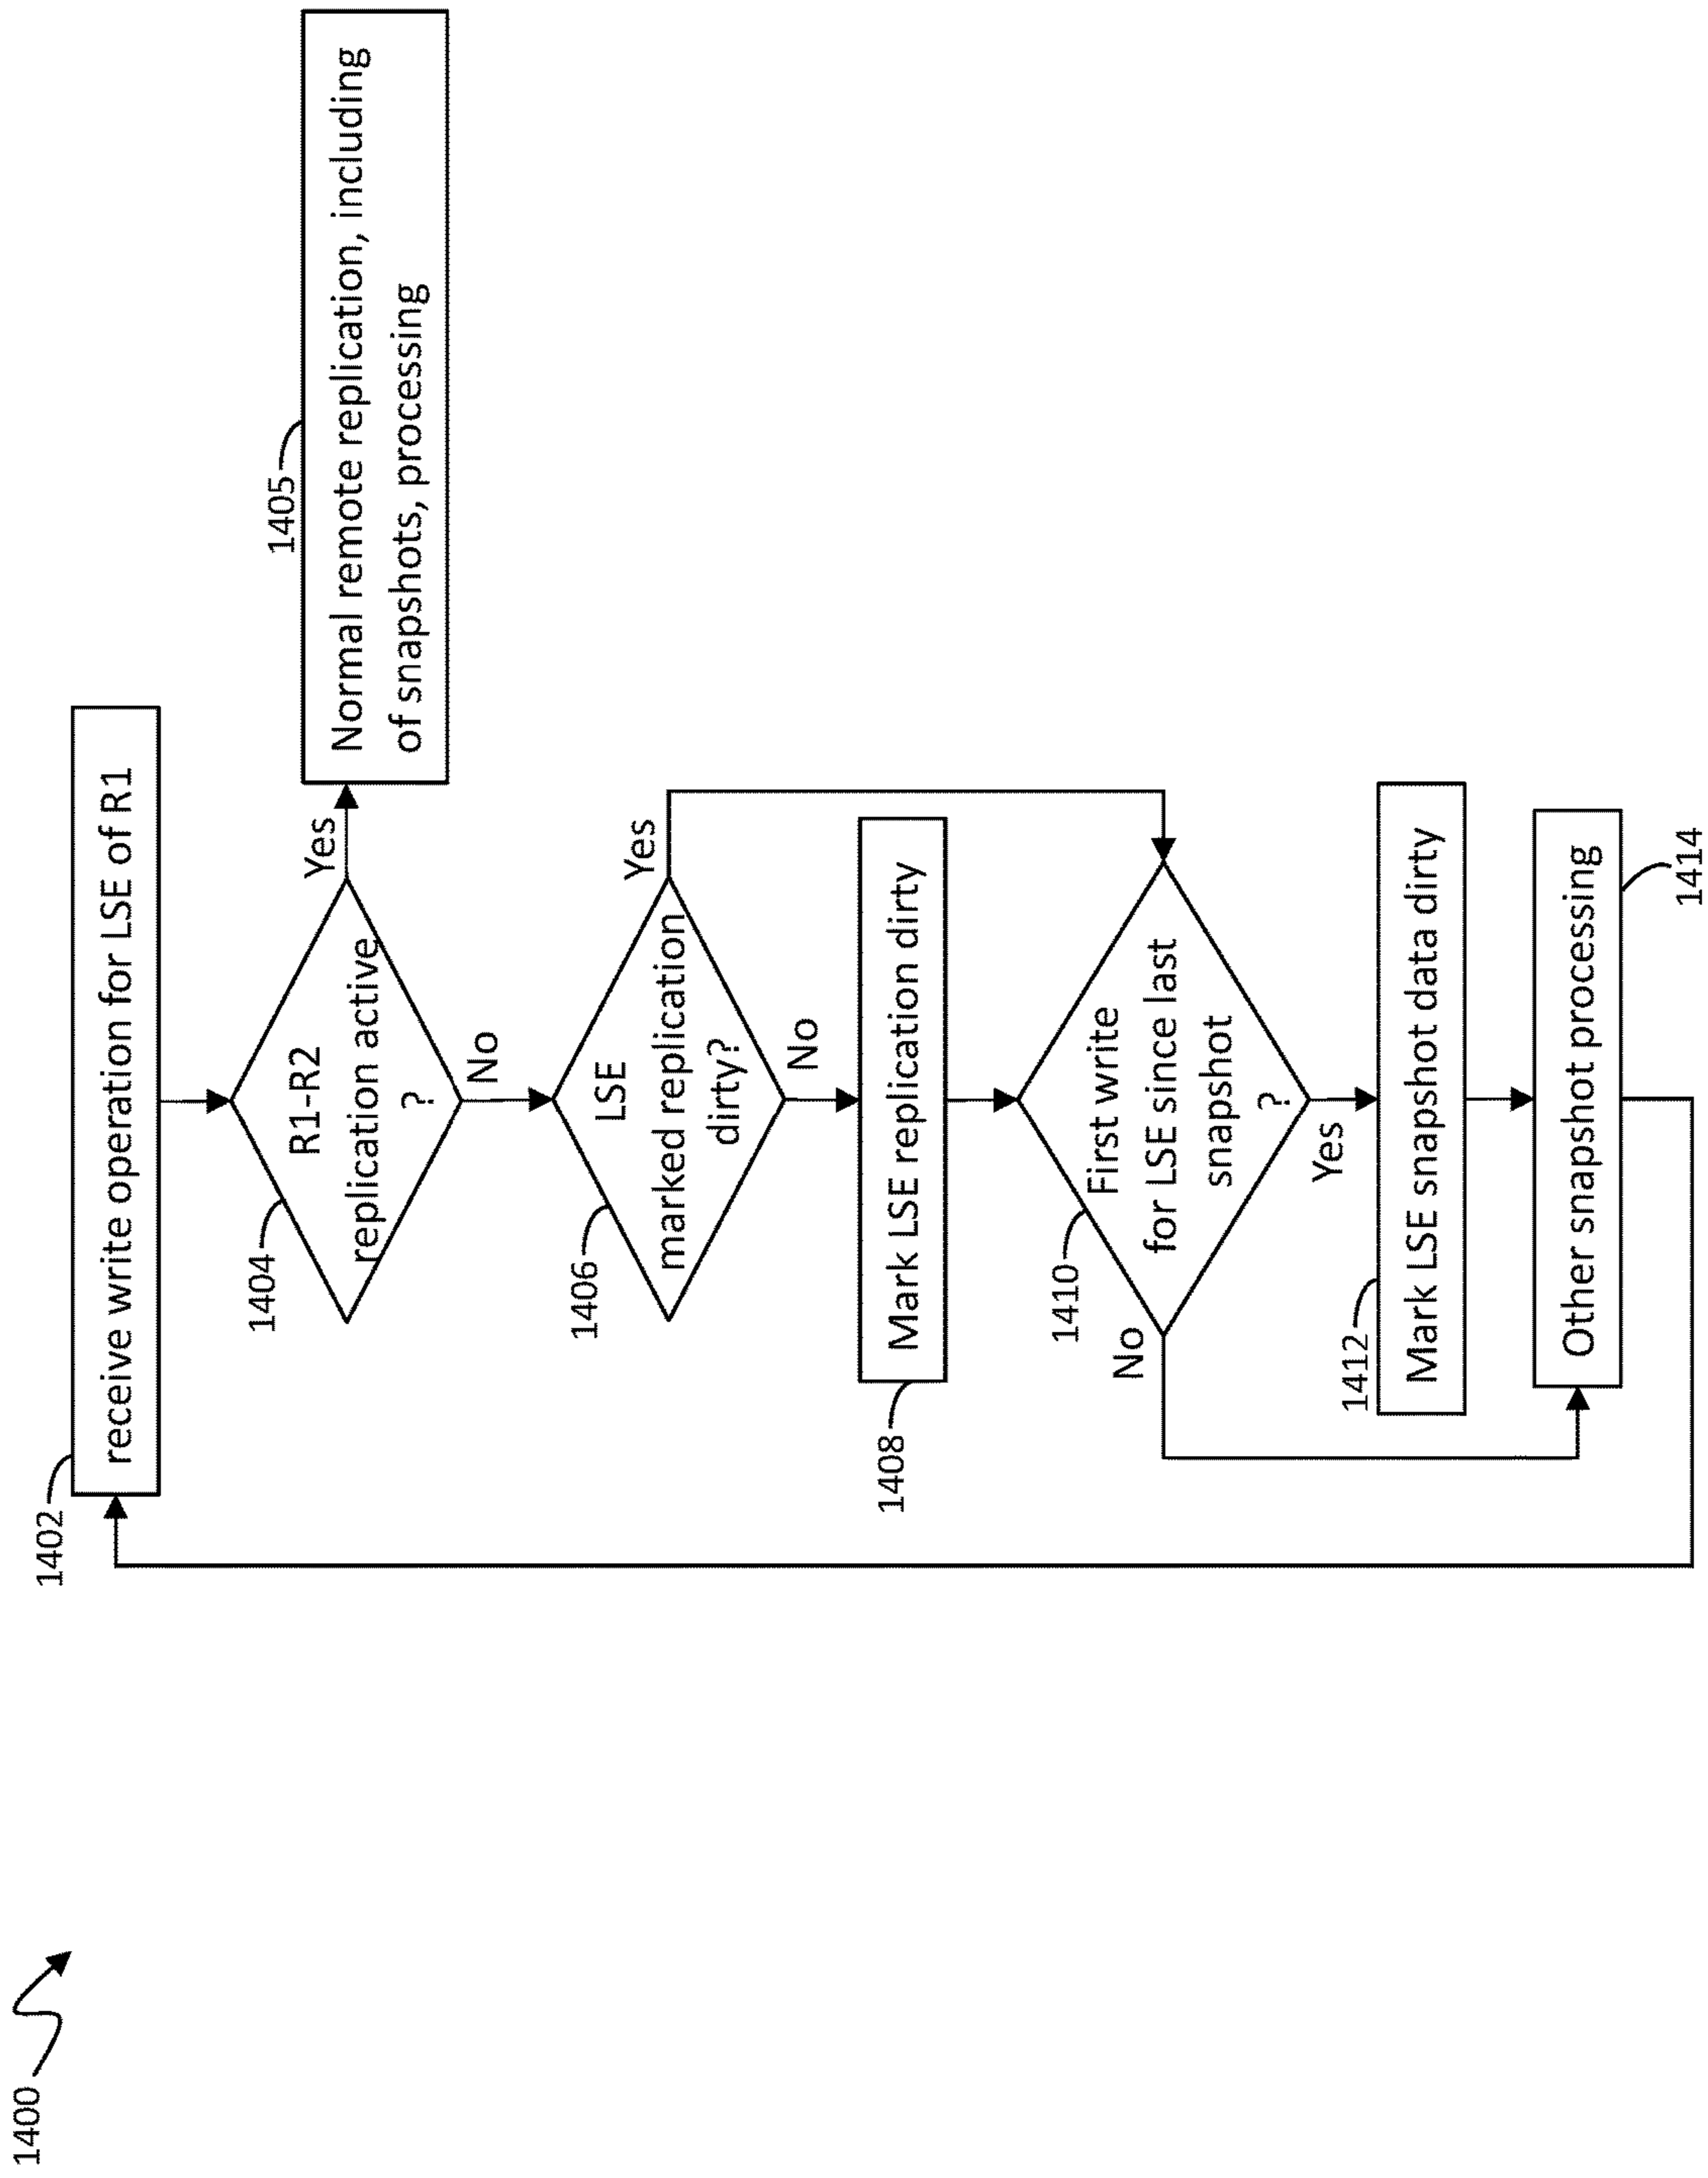 1400
1402
receive write operation for LSE of R1
1404
R1-R2
replication active
?
Yes
1405
Normal remote replication, including
of snapshots, processing
No
1406
LSE
marked replication
dirty?
Yes
No
1408
Mark LSE replication dirty
1410
First write
for LSE since last
snapshot
?
No
Yes
1412
Mark LSE snapshot data dirty
Other snapshot processing
1414